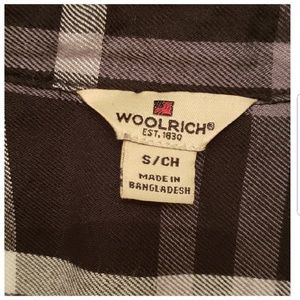 WOOLRICH®
EST. 1830
S/CH
MADE IN
BANGLADESH